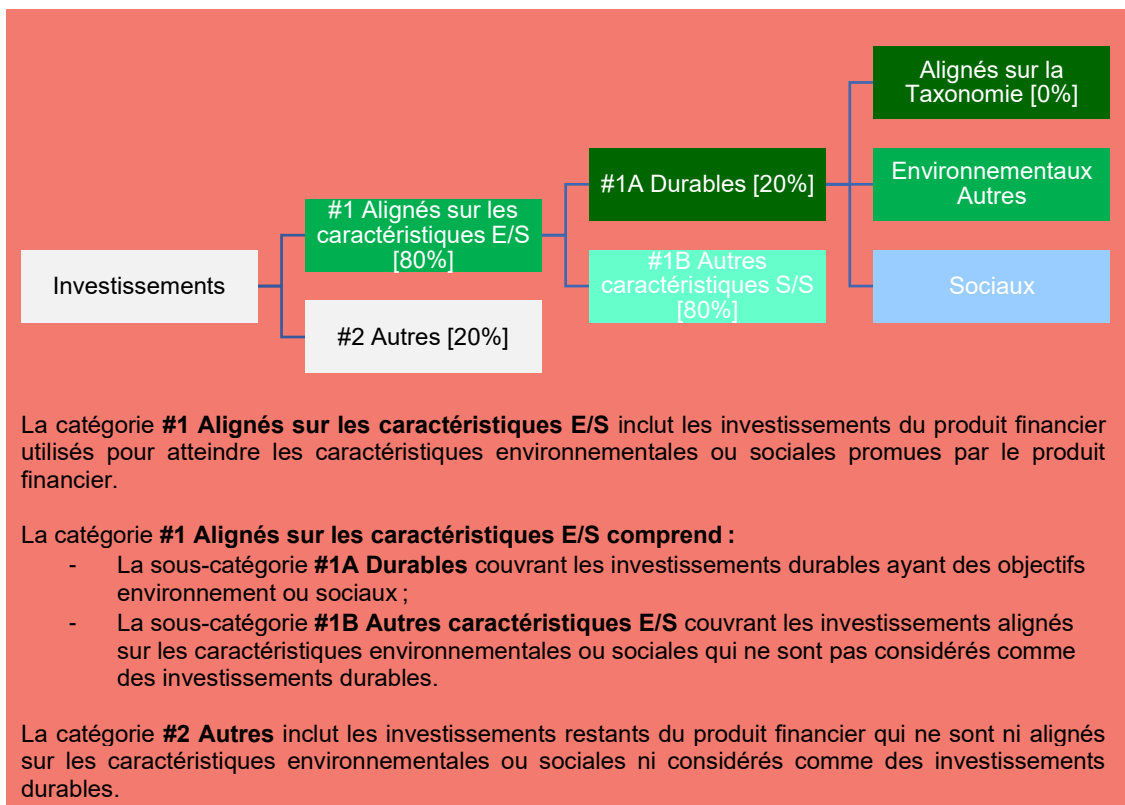 Alignés sur la
Taxonomie [0%]
#1A Durables [20%]
Environnementaux
Autres
#1 Alignés sur les
caractéristiques E/S
[80%]
#1B Autres
caractéristiques S/S
[80%]
Investissements
Sociaux
#2 Autres [20%]
La catégorie #1 Alignés sur les caractéristiques E/S inclut les investissements du produit financier
utilisés pour atteindre les caractéristiques environnementales ou sociales promues par le produit
financier.
La catégorie #1 Alignés sur les caractéristiques E/S comprend :
- La sous-catégorie #1A Durables couvrant les investissements durables ayant des objectifs
environnement ou sociaux ;
- La sous-catégorie #1B Autres caractéristiques E/S couvrant les investissements alignés
sur les caractéristiques environnementales ou sociales qui ne sont pas considérés comme
des investissements durables.
La catégorie #2 Autres inclut les investissements restants du produit financier qui ne sont ni alignés
sur les caractéristiques environnementales ou sociales ni considérés comme des investissements
durables.